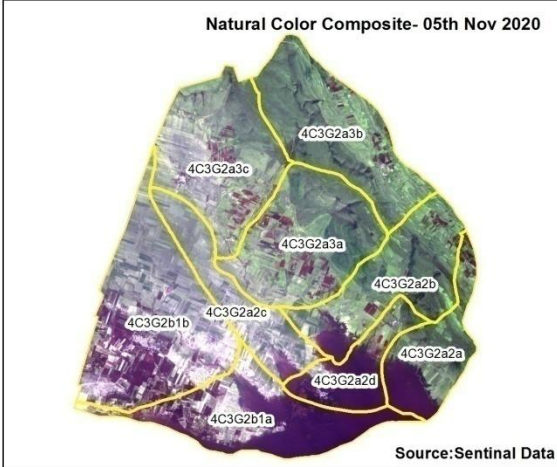 Natural Color Composite- 05th Nov 2020
4C3G2a3b
4C3G2a3c
4C3G2a3a
4C3G2a2b
4C3G2a2c
4C3G2b1b
4C3G2a2a
4C3G2a2d
4C3G2b1a
Source:Sentinal Data